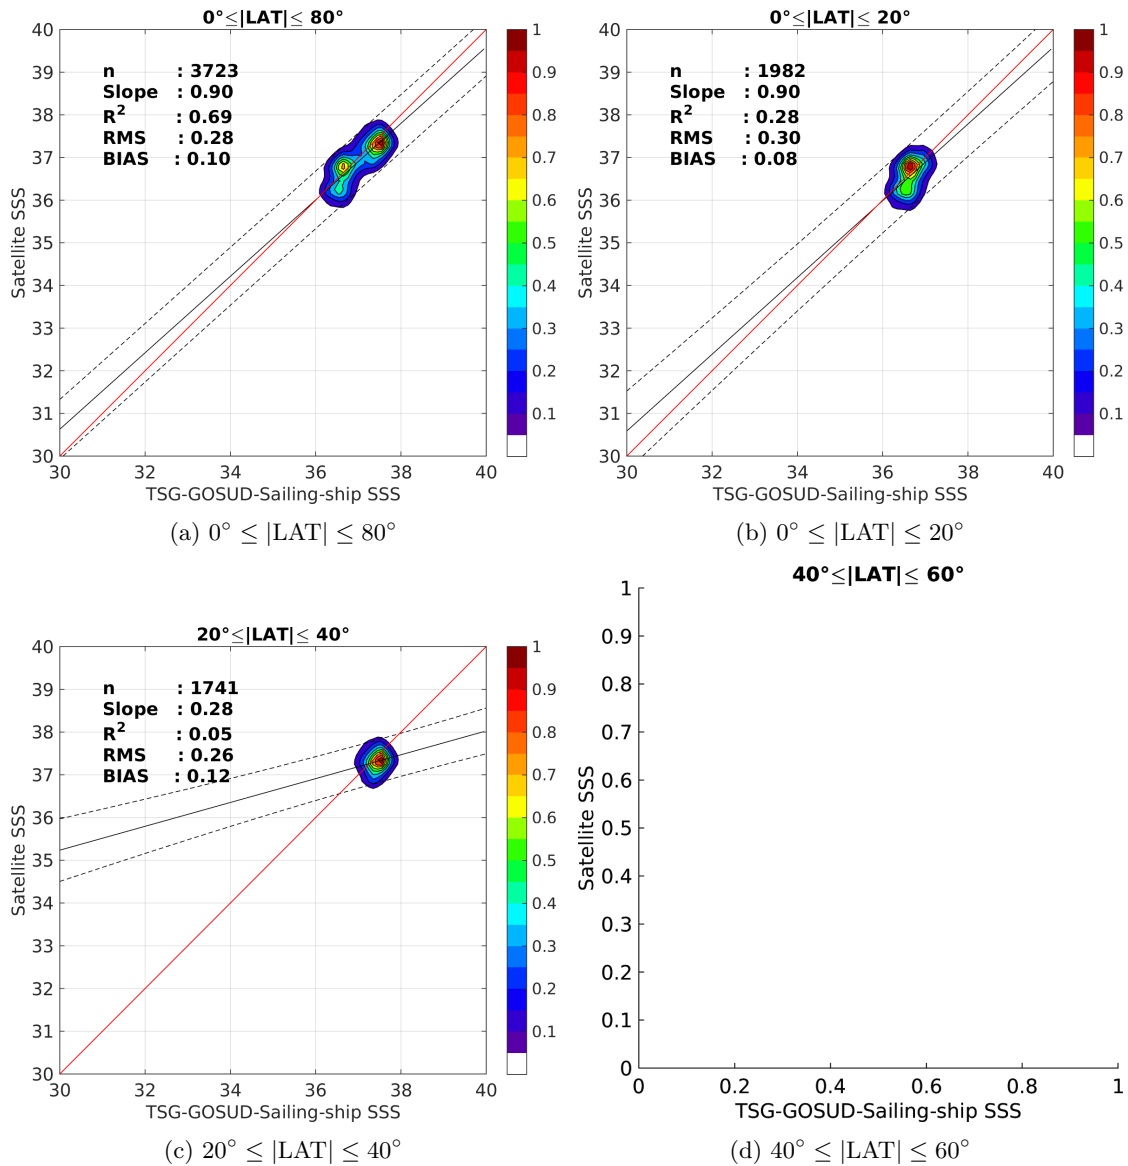 0°≤|LAT|≤ 80°
n : 3723
Slope : 0.90
R² : 0.69
RMS : 0.28
BIAS : 0.10
40
39
38
37
36
35
34
33
32
31
30
30 32 34 36 38 40
1
0.9
0.8
0.7
0.6
0.5
0.4
0.3
0.2
0.1
Satellite SSS
TSG-GOSUD-Sailing-ship SSS
(a) 0° ≤ |LAT| ≤ 80°
0°≤|LAT|≤ 20°
n : 1982
Slope : 0.90
R² : 0.28
RMS : 0.30
BIAS : 0.08
40
39
38
37
36
35
34
33
32
31
30
30 32 34 36 38 40
1
0.9
0.8
0.7
0.6
0.5
0.4
0.3
0.2
0.1
Satellite SSS
TSG-GOSUD-Sailing-ship SSS
(b) 0° ≤ |LAT| ≤ 20°
20°≤|LAT|≤ 40°
n : 1741
Slope : 0.28
R² : 0.05
RMS : 0.26
BIAS : 0.12
40
39
38
37
36
35
34
33
32
31
30
30 32 34 36 38 40
1
0.9
0.8
0.7
0.6
0.5
0.4
0.3
0.2
0.1
Satellite SSS
TSG-GOSUD-Sailing-ship SSS
(c) 20° ≤ |LAT| ≤ 40°
40°≤|LAT|≤ 60°
1
0.9
0.8
0.7
0.6
0.5
0.4
0.3
0.2
0.1
0
0 0.2 0.4 0.6 0.8 1
Satellite SSS
TSG-GOSUD-Sailing-ship SSS
(d) 40° ≤ |LAT| ≤ 60°